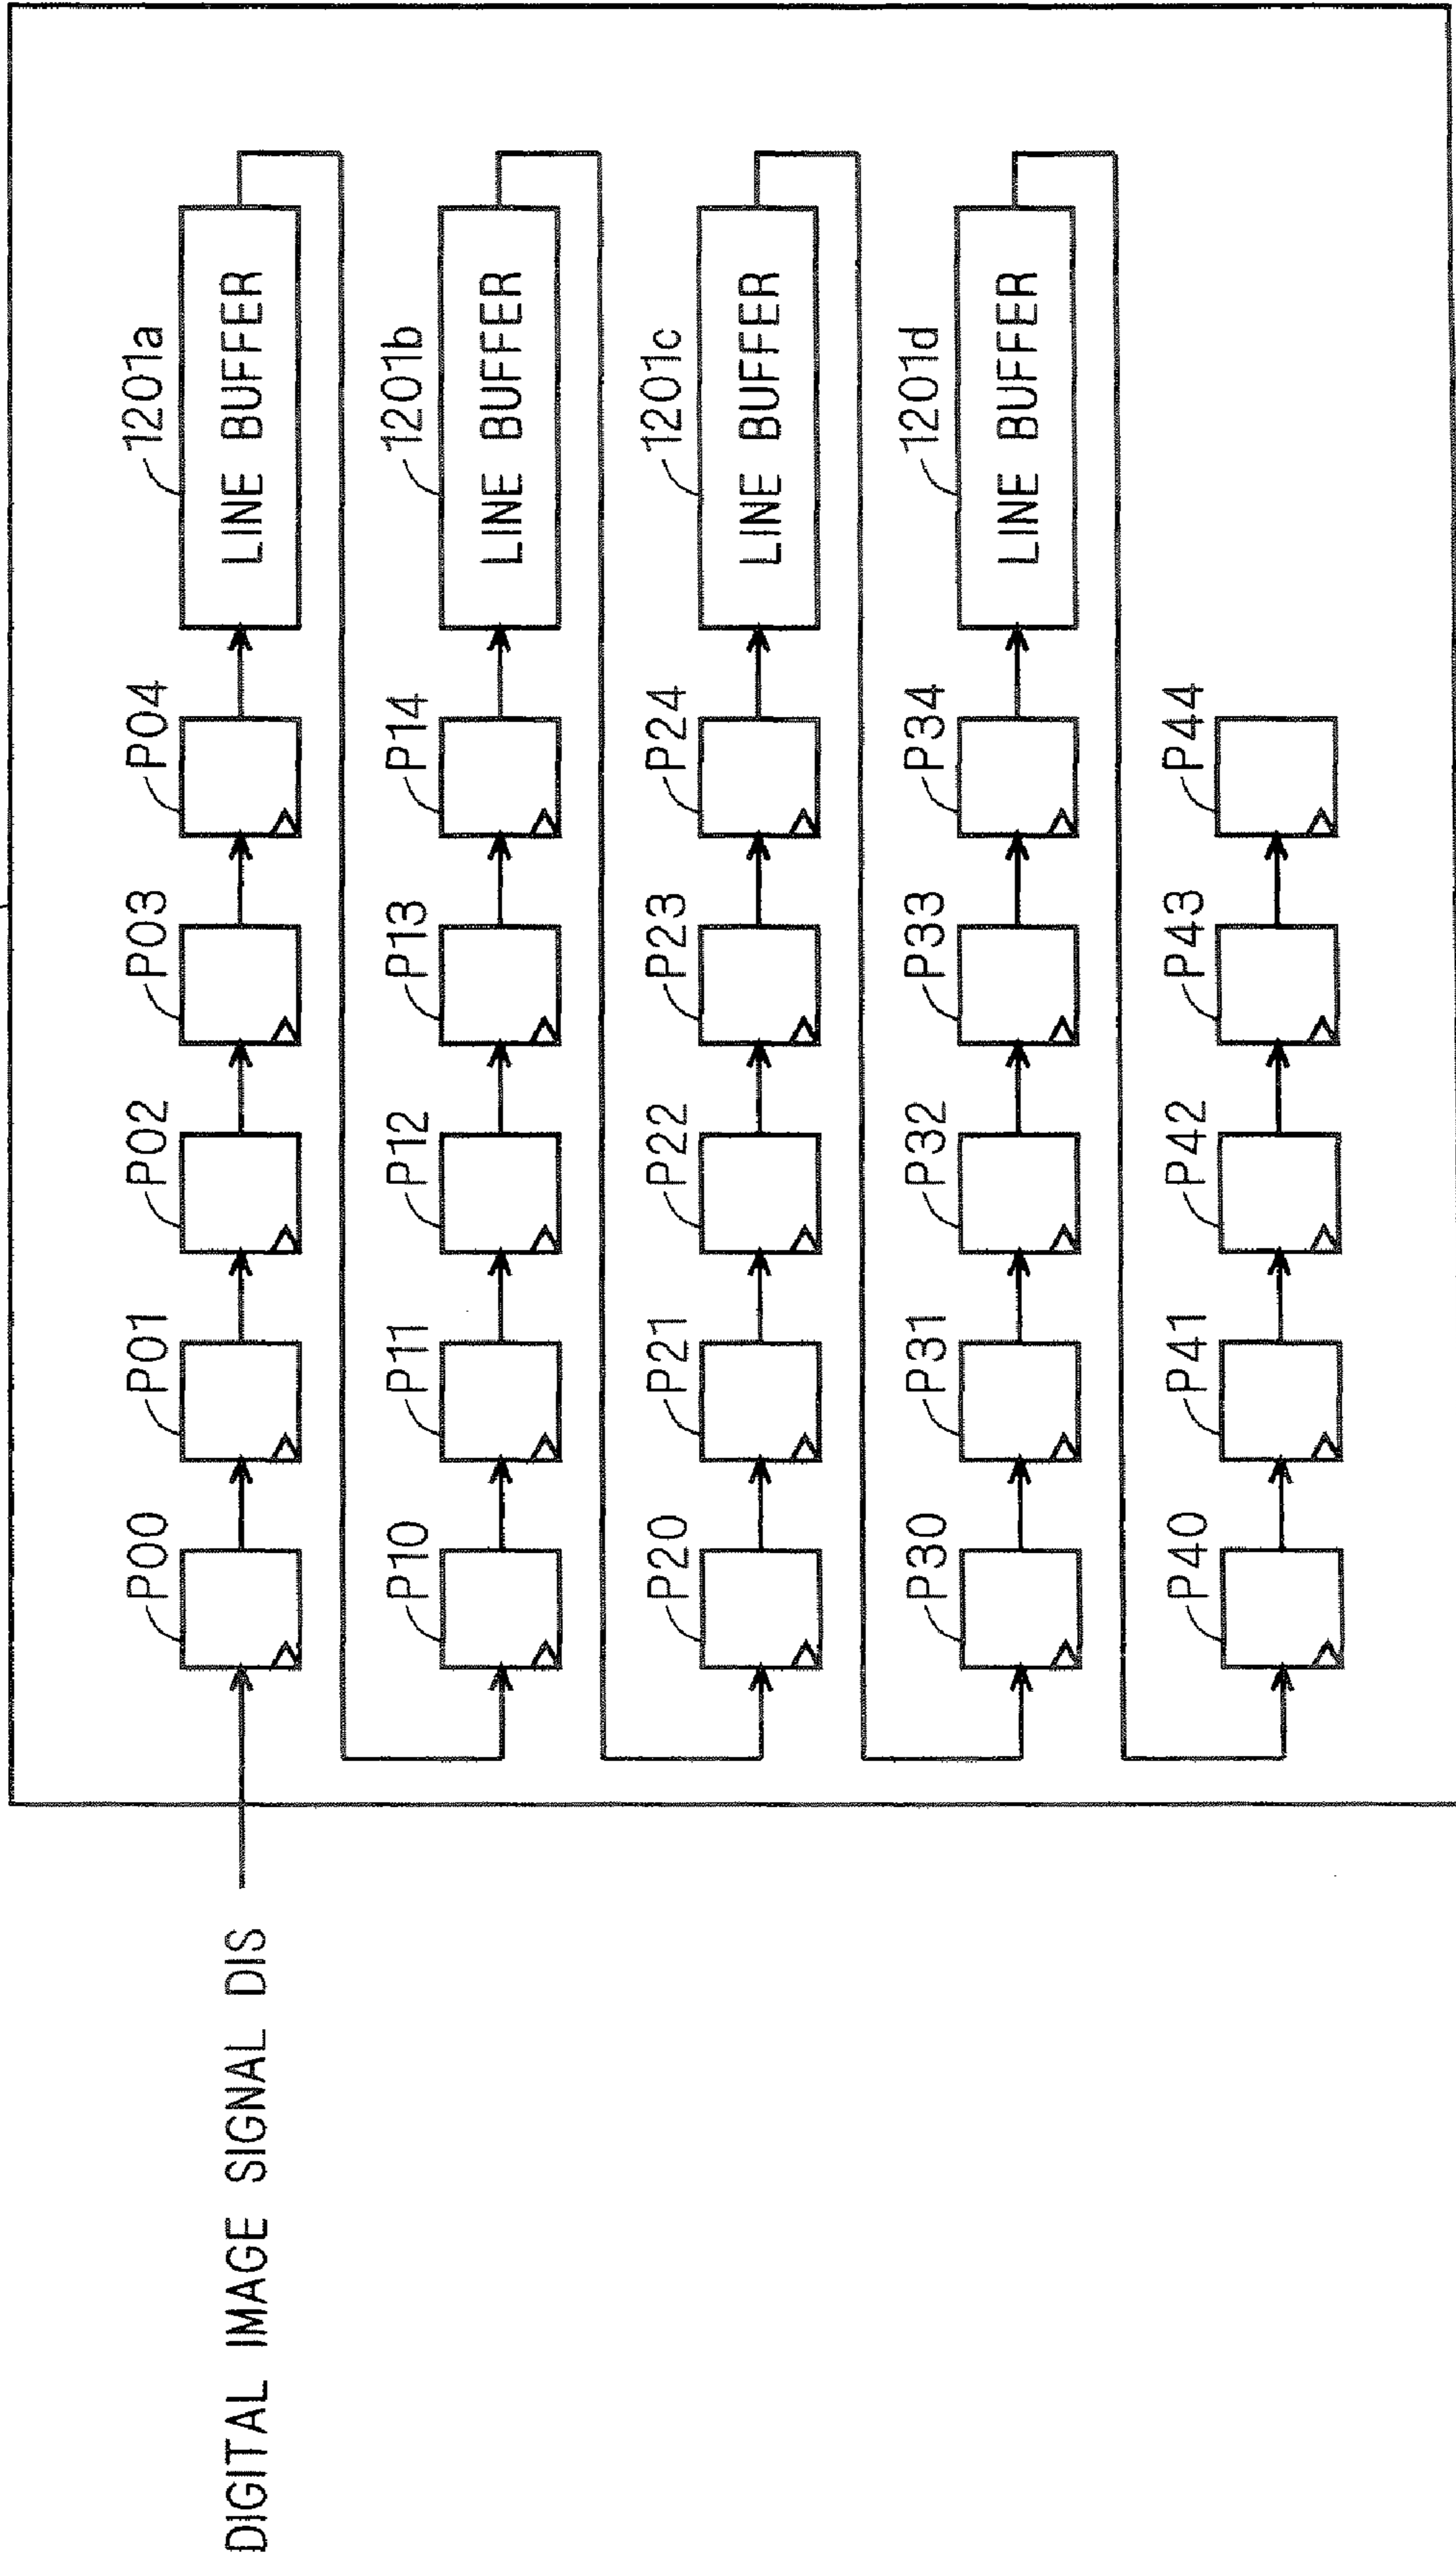 DIGITAL IMAGE SIGNAL DIS
P00 P01 P02 P03 P04 1201a
LINE BUFFER
P10 P11 P12 P13 P14 1201b
LINE BUFFER
P20 P21 P22 P23 P24 1201c
LINE BUFFER
P30 P31 P32 P33 P34 1201d
LINE BUFFER
P40 P41 P42 P43 P44